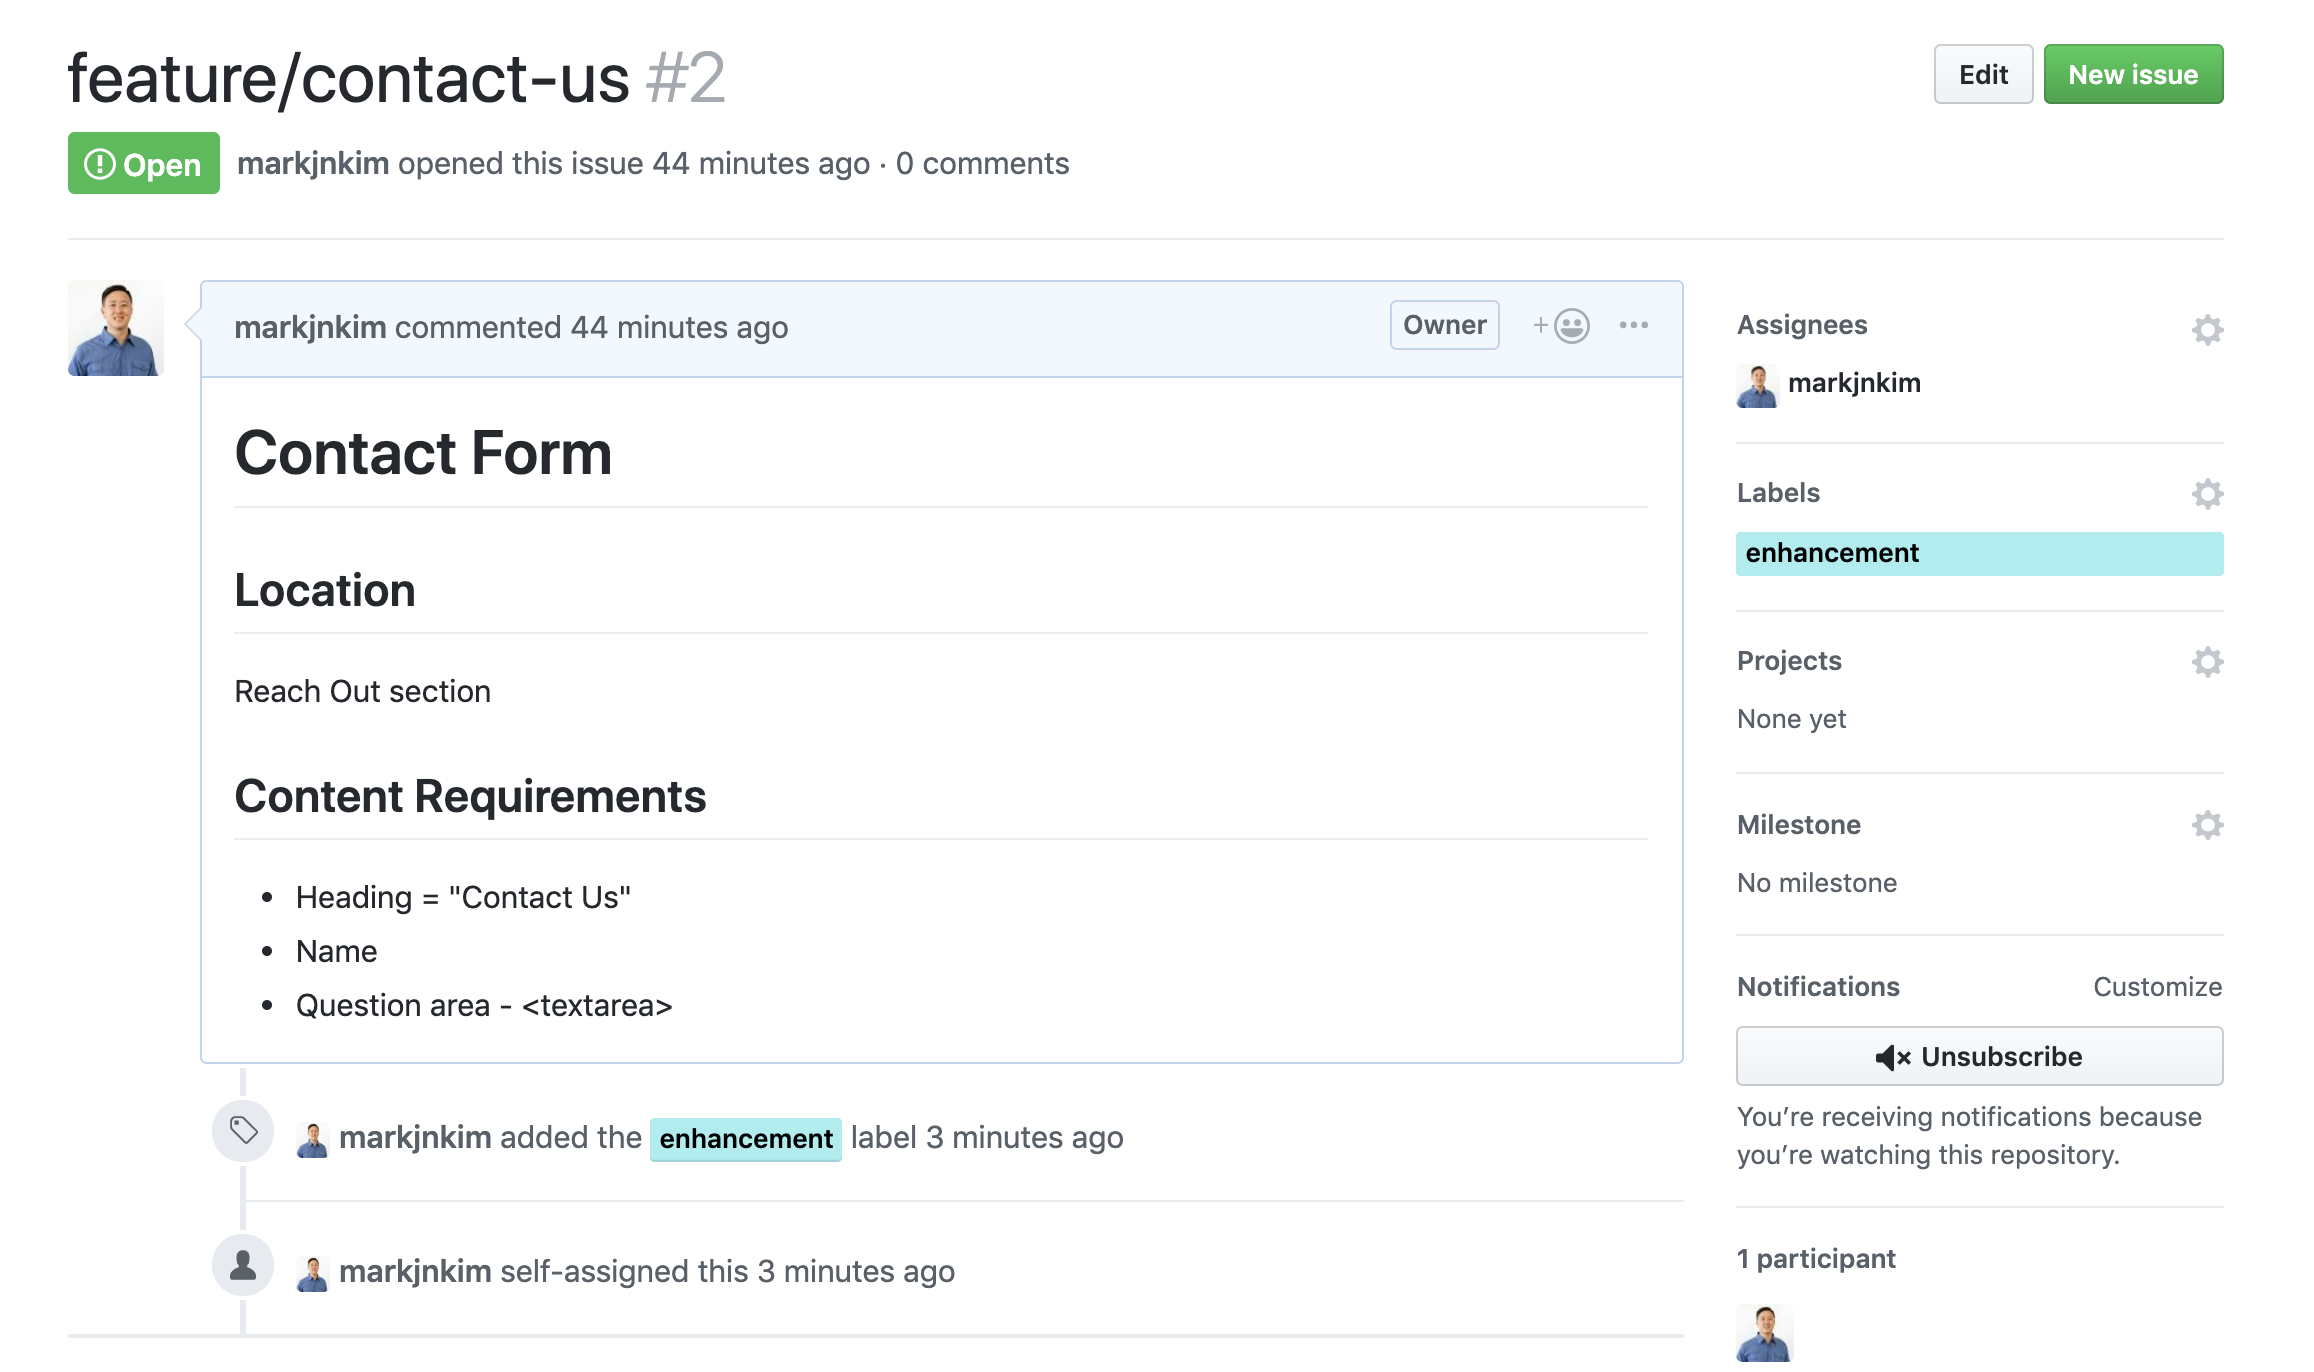 feature/contact-us #2
Edit
New issue
Open
markjnkim opened this issue 44 minutes ago · 0 comments
markjnkim commented 44 minutes ago
Owner
+
Contact Form
Location
Reach Out section
Content Requirements
• Heading = "Contact Us"
• Name
• Question area - <textarea>
markjnkim added the enhancement label 3 minutes ago
markjnkim self-assigned this 3 minutes ago
Assignees
markjnkim
Labels
enhancement
Projects
None yet
Milestone
No milestone
Notifications
Customize
Unsubscribe
You’re receiving notifications because
you’re watching this repository.
1 participant